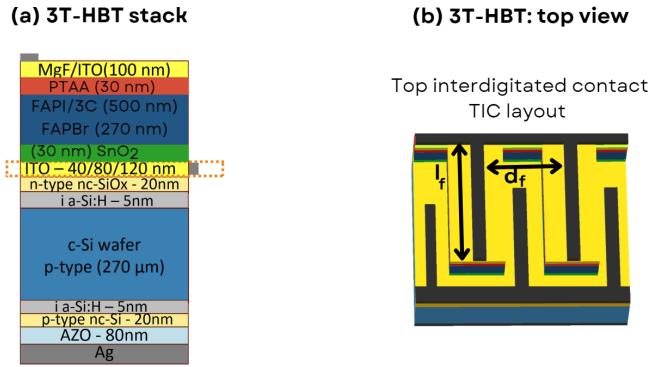 (a) 3T-HBT stack
MgF/ITO(100 nm)
PTAA (30 nm)
FAPI/3C (500 nm)
FAPBr (270 nm)
(30 nm) SnO2
ITO – 40/80/120 nm
n-type nc-SiOx - 20nm
i a-Si:H – 5nm
c-Si wafer
p-type (270 µm)
i a-Si:H – 5nm
p-type nc-Si - 20nm
AZO - 80nm
Ag
(b) 3T-HBT: top view
Top interdigitated contact
TIC layout
lf
df